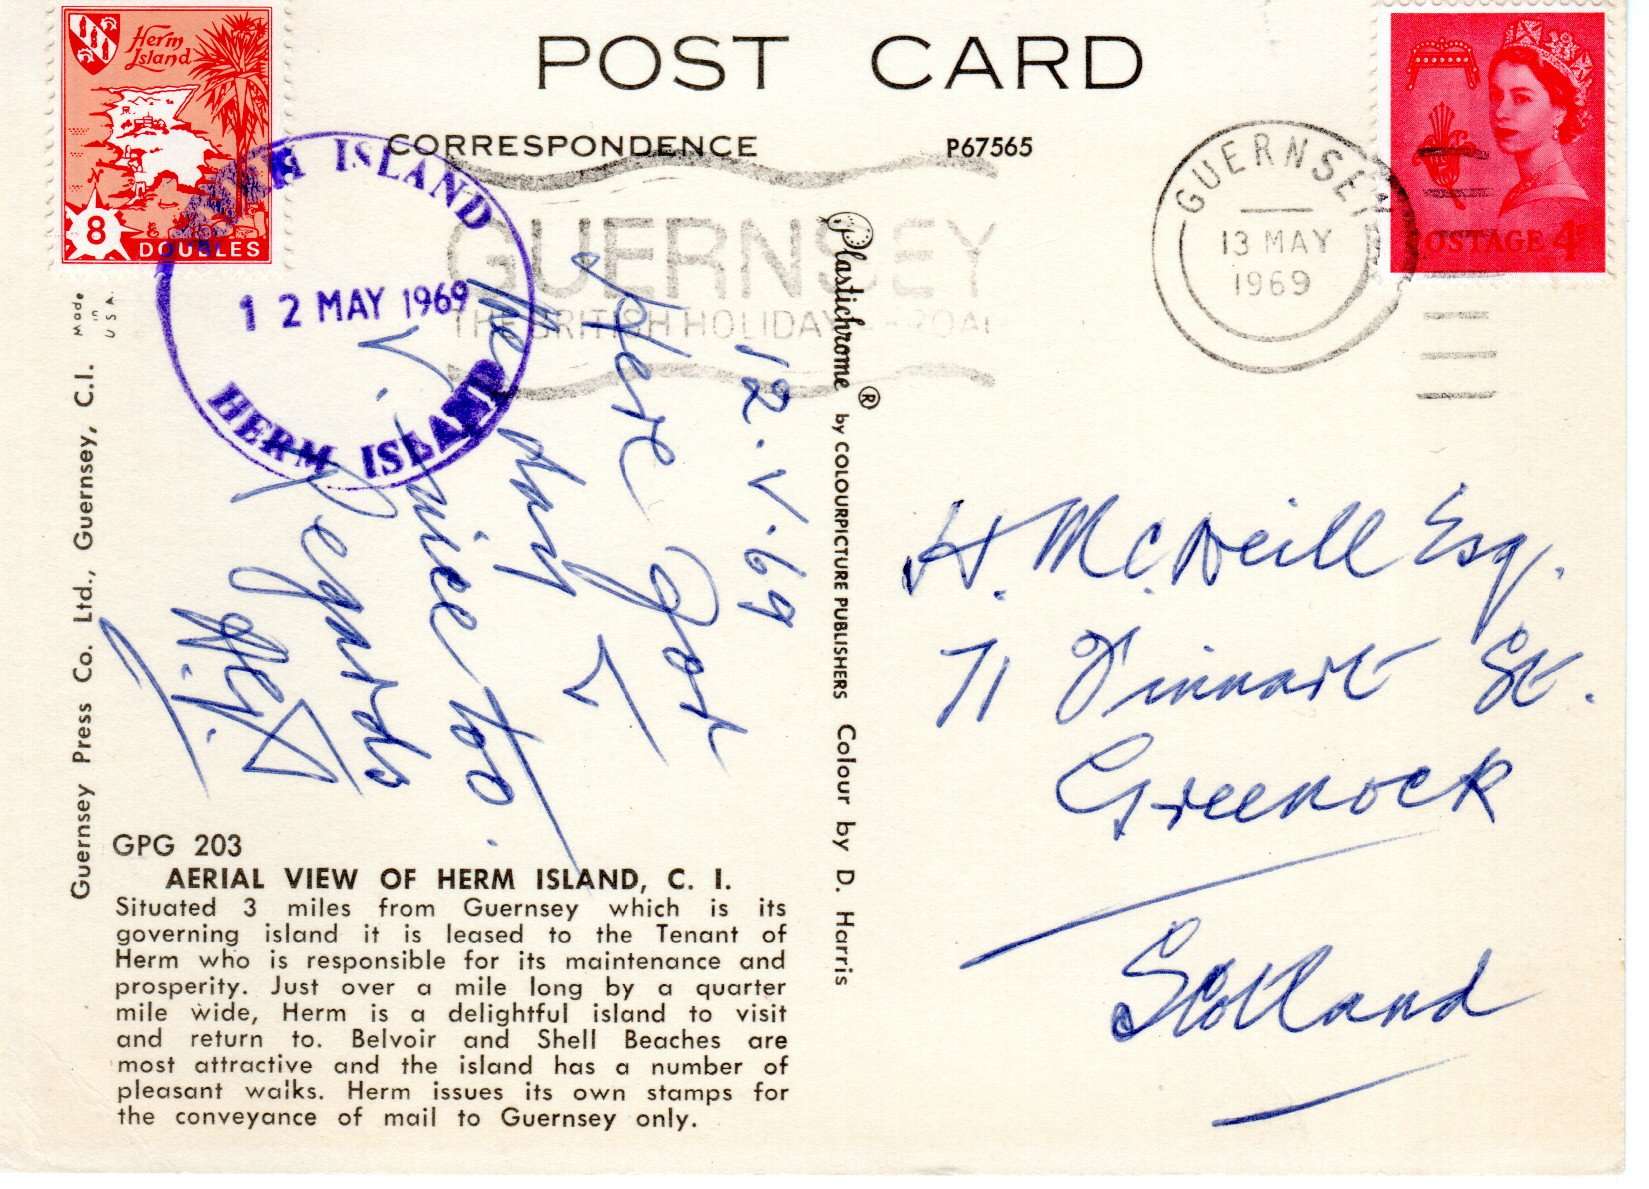 POST CARD
CORRESPONDENCE
P67565
Herm
Island
8
DOUBLES
HERM ISLAND
12 MAY 1969
HERM ISLAND
GUERNSEY
THE BRITISH HOLIDAY
GUERNSEY
13 MAY
1969
POSTAGE 4
Made
in
U S A.
Guernsey Press Co. Ltd., Guernsey, C.I.
12.V.69
Here for
the day
V. nice too.
Regards
Plastichrome ® by COLOURPICTURE PUBLISHERS Colour by D. Harris
H. McNeill Esq.
71 Finnart St.
Greenock
Scotland
GPG 203
AERIAL VIEW OF HERM ISLAND, C. I.
Situated 3 miles from Guernsey which is its
governing island it is leased to the Tenant of
Herm who is responsible for its maintenance and
prosperity. Just over a mile long by a quarter
mile wide, Herm is a delightful island to visit
and return to. Belvoir and Shell Beaches are
most attractive and the island has a number of
pleasant walks. Herm issues its own stamps for
the conveyance of mail to Guernsey only.